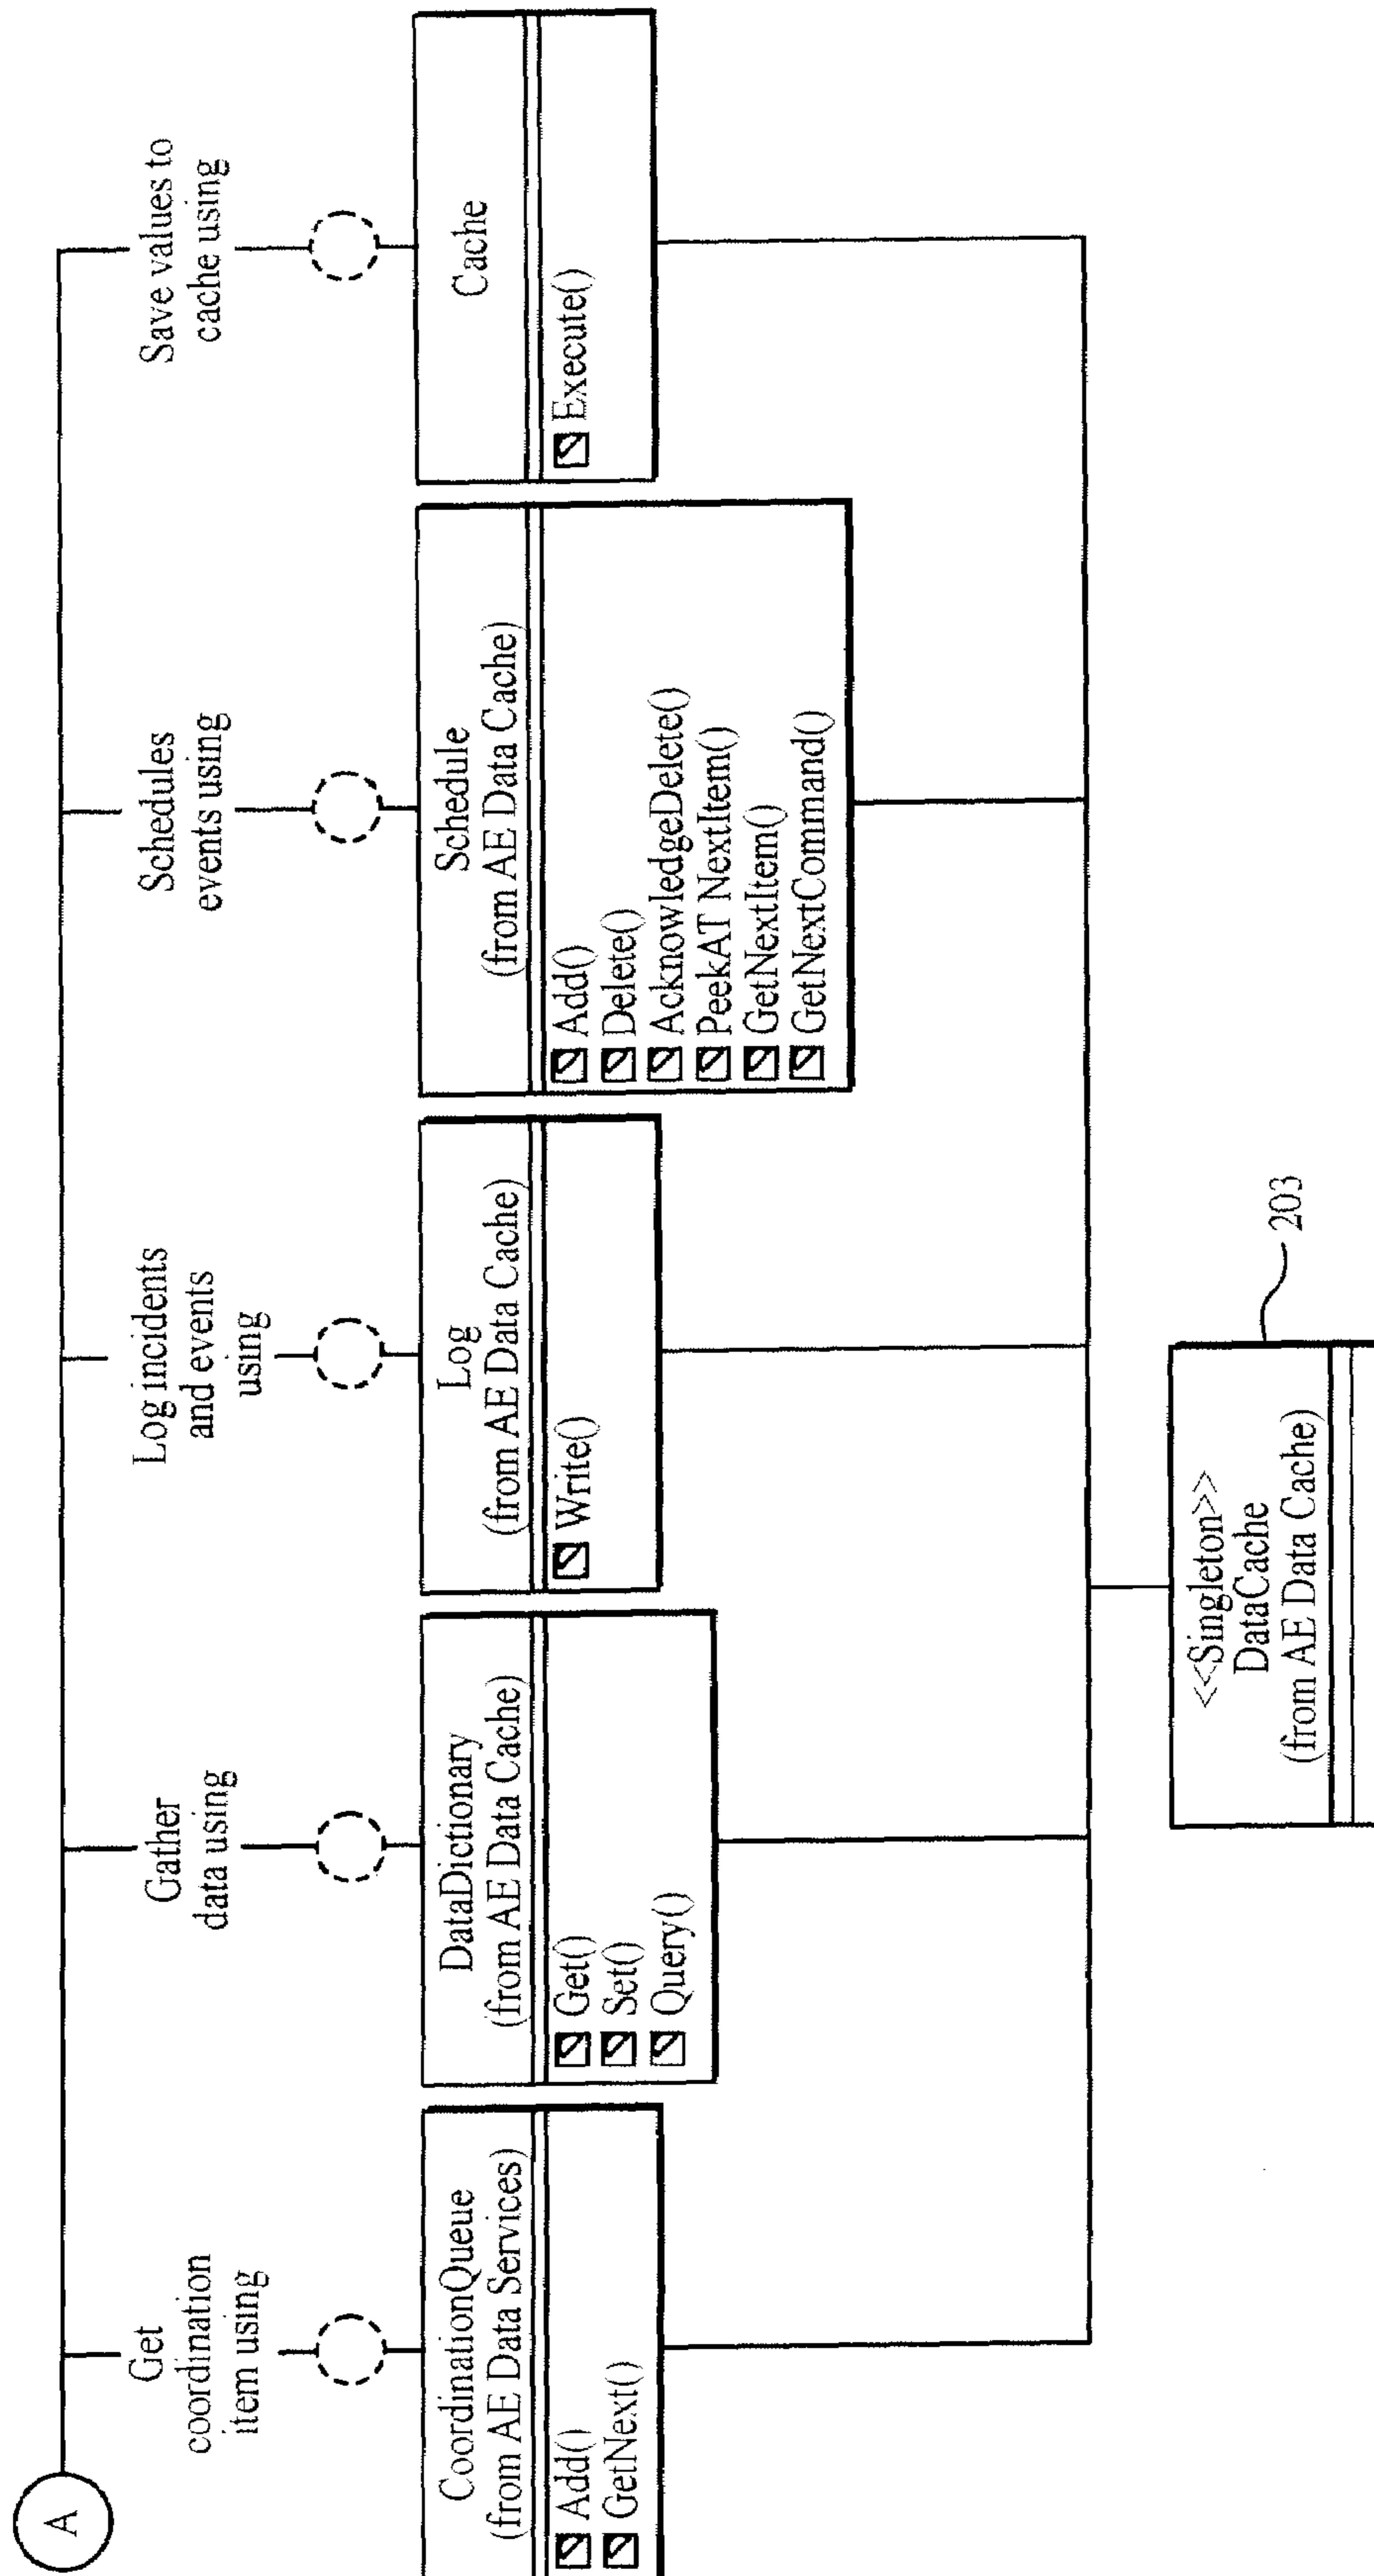 A
Get
coordination
item using
Gather
data using
Log incidents
and events
using
Schedules
events using
Save values to
cache using
CoordinationQueue
(from AE Data Services)
Add()
GetNext()
DataDictionary
(from AE Data Cache)
Get()
Set()
Query()
Log
(from AE Data Cache)
Write()
Schedule
(from AE Data Cache)
Add()
Delete()
AcknowledgeDelete()
PeekAT NextItem()
GetNextItem()
GetNextCommand()
Cache
Execute()
<<Singleton>>
DataCache
(from AE Data Cache)
203